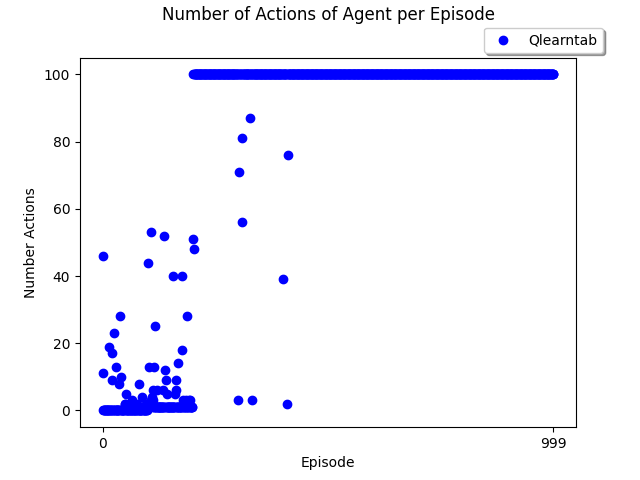 Number of Actions of Agent per Episode
Qlearntab
100
80
60
40
20
0
Number Actions
0
999
Episode